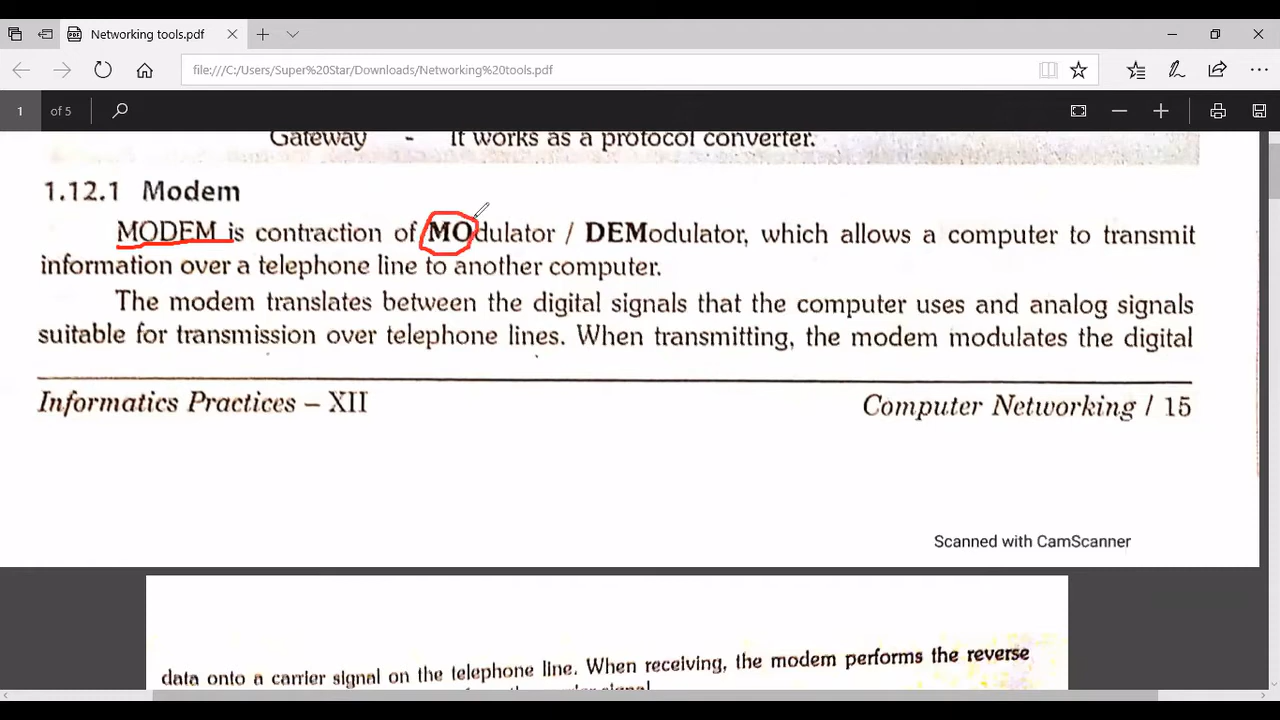 Networking tools.pdf
file:///C:/Users/Super%20Star/Downloads/Networking%20tools.pdf
1 of 5
Gateway - It works as a protocol converter.
1.12.1 Modem
MODEM is contraction of MOdulator / DEModulator, which allows a computer to transmit
information over a telephone line to another computer.
The modem translates between the digital signals that the computer uses and analog signals
suitable for transmission over telephone lines. When transmitting, the modem modulates the digital
Informatics Practices – XII Computer Networking / 15
Scanned with CamScanner
data onto a carrier signal on the telephone line. When receiving, the modem performs the reverse